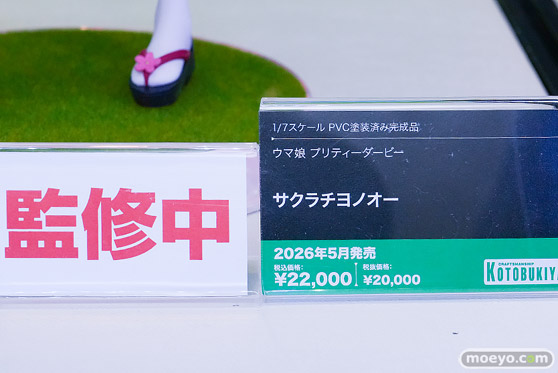 監修中
1/7スケール PVC塗装済み完成品
ウマ娘 プリティーダービー
サクラチヨノオー
2026年5月発売
税込価格: ¥22,000 税抜価格: ¥20,000
CRAFTSMANSHIP
KOTOBUKIYA
moeyo.com